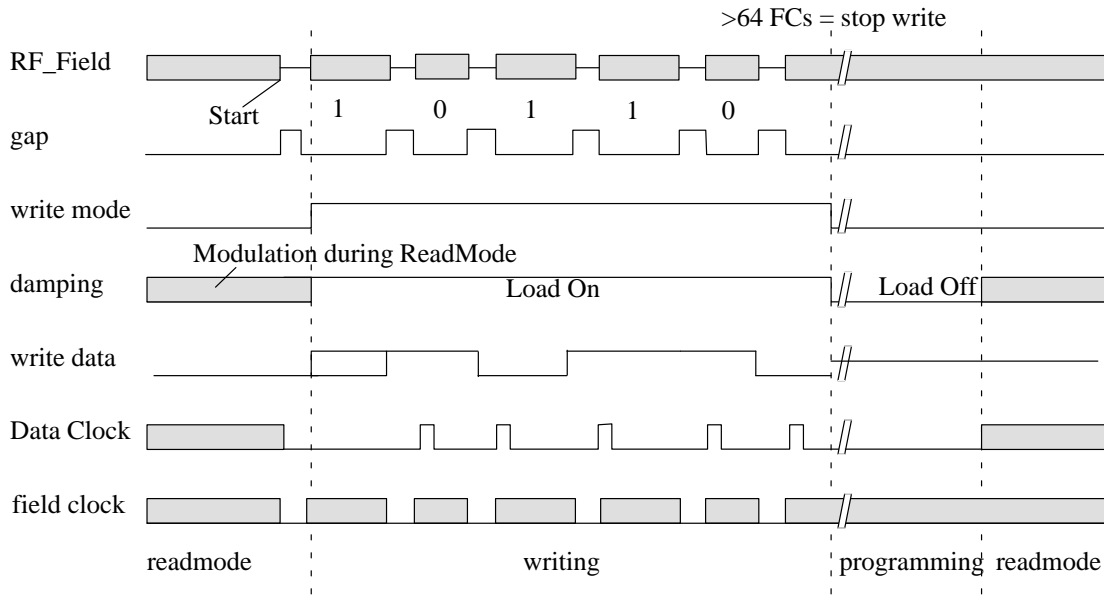 >64 FCs = stop write
RF_Field
Start
1 0 1 1 0
gap
write mode
Modulation during ReadMode
damping
Load On
Load Off
write data
Data Clock
field clock
readmode writing programming readmode